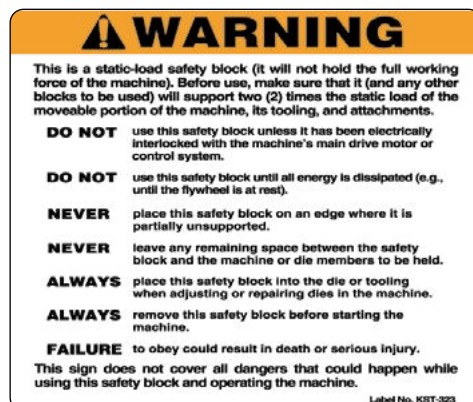 WARNING
This is a static-load safety block (it will not hold the full working
force of the machine). Before use, make sure that it (and any other
blocks to be used) will support two (2) times the static load of the
moveable portion of the machine, its tooling, and attachments.
DO NOT use this safety block unless it has been electrically
interlocked with the machine's main drive motor or
control system.
DO NOT use this safety block until all energy is dissipated (e.g.,
until the flywheel is at rest).
NEVER place this safety block on an edge where it is
partially unsupported.
NEVER leave any remaining space between the safety
block and the machine or die members to be held.
ALWAYS place this safety block into the die or tooling
when adjusting or repairing dies in the machine.
ALWAYS remove this safety block before starting the
machine.
FAILURE to obey could result in death or serious injury.
This sign does not cover all dangers that could happen while
using this safety block and operating the machine.
Label No. KST-323